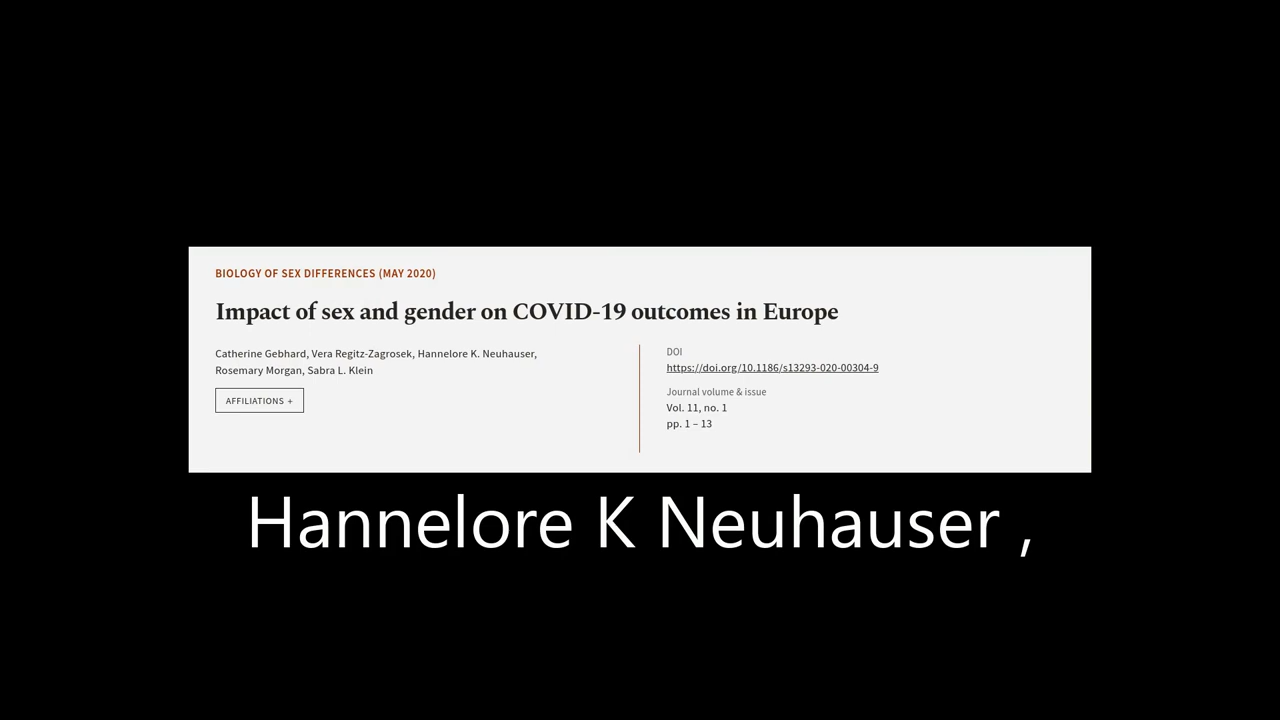 BIOLOGY OF SEX DIFFERENCES (MAY 2020)
Impact of sex and gender on COVID-19 outcomes in Europe
Catherine Gebhard, Vera Regitz-Zagrosek, Hannelore K. Neuhauser,
Rosemary Morgan, Sabra L. Klein
AFFILIATIONS +
DOI
https://doi.org/10.1186/s13293-020-00304-9
Journal volume & issue
Vol. 11, no. 1
pp. 1 – 13
Hannelore K Neuhauser ,